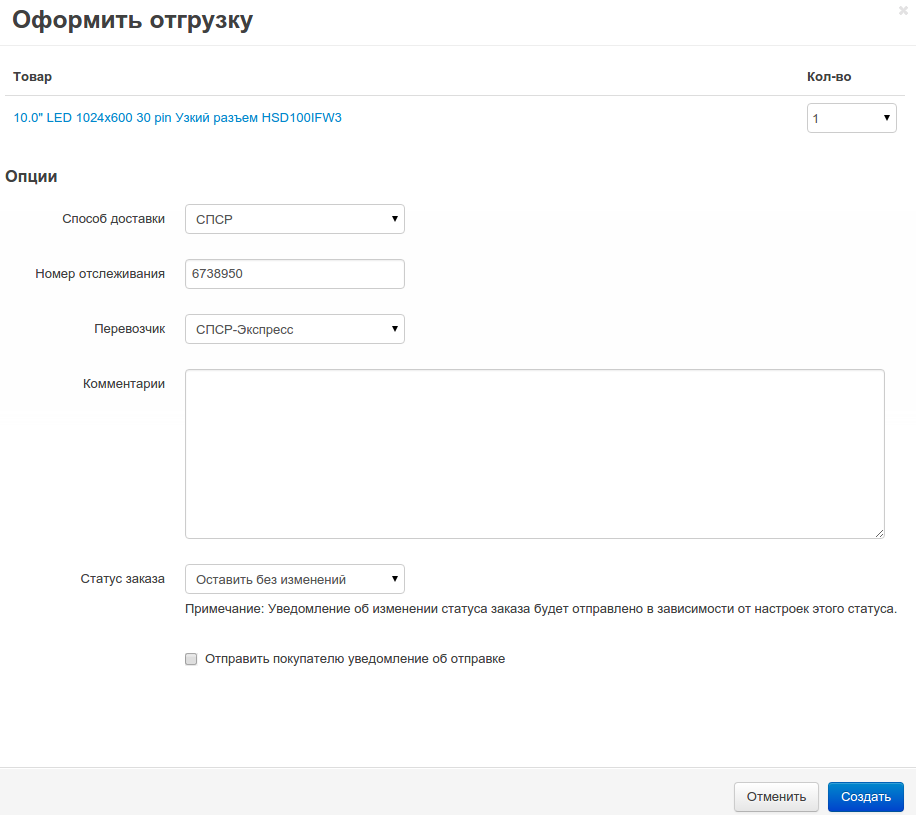 Оформить отгрузку
Товар Кол-во
10.0" LED 1024x600 30 pin Узкий разъем HSD100IFW3 1
Опции
Способ доставки СПСР
Номер отслеживания 6738950
Перевозчик СПСР-Экспресс
Комментарии
Статус заказа Оставить без изменений
Примечание: Уведомление об изменении статуса заказа будет отправлено в зависимости от настроек этого статуса.
Отправить покупателю уведомление об отправке
Отменить Создать